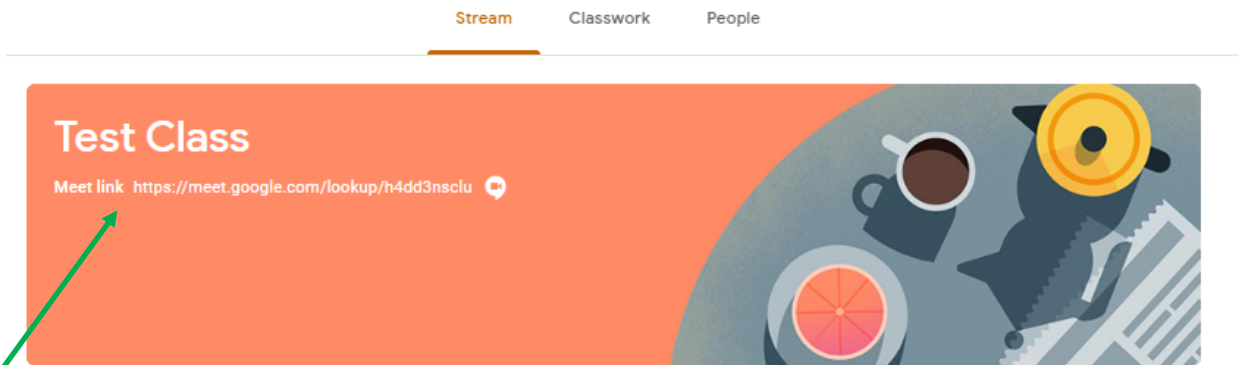 Stream Classwork People
Test Class
Meet link https://meet.google.com/lookup/h4dd3nsclu